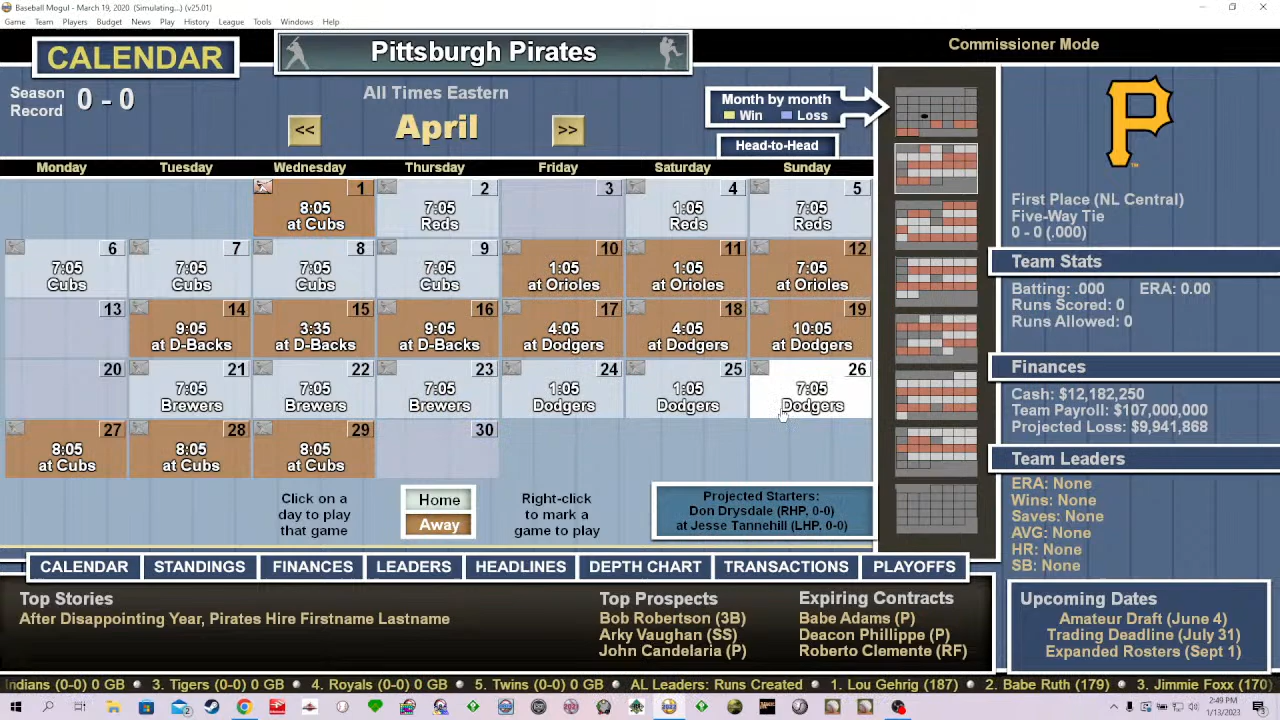 Baseball Mogul - March 19, 2020 (Simulating...) (v25.01)
Game Team Players Budget News Play History League Tools Windows Help
CALENDAR
Pittsburgh Pirates
Commissioner Mode
Season Record 0 - 0
All Times Eastern
<< April >>
Month by month
Win Loss
Head-to-Head
Monday Tuesday Wednesday Thursday Friday Saturday Sunday
1 2 3 4 5
8:05 7:05 1:05 7:05
at Cubs Reds Reds Reds
6 7 8 9 10 11 12
7:05 7:05 7:05 7:05 1:05 1:05 7:05
Cubs Cubs Cubs Cubs at Orioles at Orioles at Orioles
13 14 15 16 17 18 19
9:05 3:35 9:05 4:05 4:05 10:05
at D-Backs at D-Backs at D-Backs at Dodgers at Dodgers at Dodgers
20 21 22 23 24 25 26
7:05 7:05 7:05 1:05 1:05 7:05
Brewers Brewers Brewers Dodgers Dodgers Dodgers
27 28 29 30
8:05 8:05 8:05
at Cubs at Cubs at Cubs
Click on a
day to play
that game
Home
Away
Right-click
to mark a
game to play
Projected Starters:
Don Drysdale (RHP, 0-0)
at Jesse Tannehill (LHP, 0-0)
P
First Place (NL Central)
Five-Way Tie
0 - 0 (.000)
Team Stats
Batting: .000 ERA: 0.00
Runs Scored: 0
Runs Allowed: 0
Finances
Cash: $12,182,250
Team Payroll: $107,000,000
Projected Loss: $9,941,868
Team Leaders
ERA: None
Wins: None
Saves: None
AVG: None
HR: None
SB: None
CALENDAR STANDINGS FINANCES LEADERS HEADLINES DEPTH CHART TRANSACTIONS PLAYOFFS
Top Stories
After Disappointing Year, Pirates Hire Firstname Lastname
Top Prospects
Bob Robertson (3B)
Arky Vaughan (SS)
John Candelaria (P)
Expiring Contracts
Babe Adams (P)
Deacon Phillippe (P)
Roberto Clemente (RF)
Upcoming Dates
Amateur Draft (June 4)
Trading Deadline (July 31)
Expanded Rosters (Sept 1)
Indians (0-0) 0 GB 3. Tigers (0-0) 0 GB 4. Royals (0-0) 0 GB 5. Twins (0-0) 0 GB AL Leaders: Runs Created 1. Lou Gehrig (187) 2. Babe Ruth (179) 3. Jimmie Foxx (170)
2:49 PM
1/13/2023